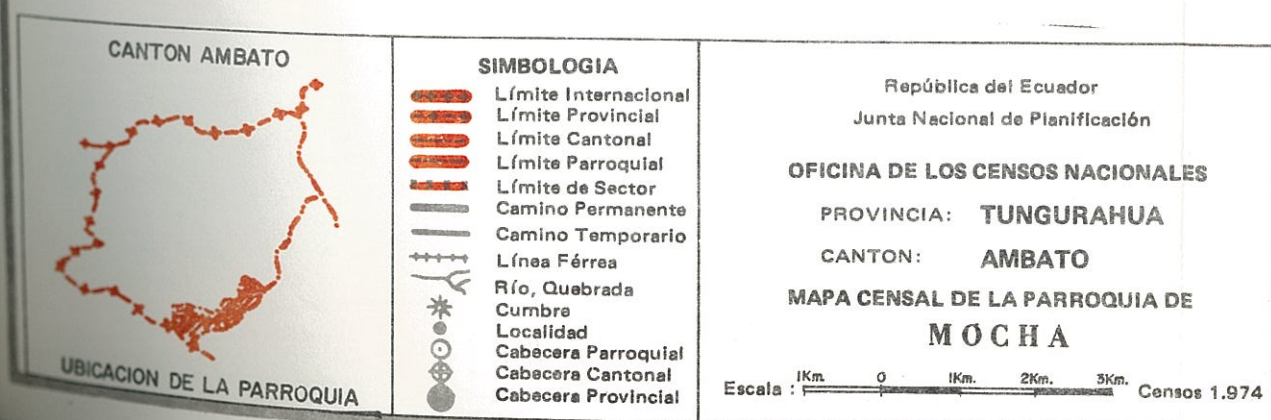 CANTON AMBATO
UBICACION DE LA PARROQUIA
SIMBOLOGIA
Límite Internacional
Límite Provincial
Límite Cantonal
Límite Parroquial
Límite de Sector
Camino Permanente
Camino Temporario
Línea Férrea
Río, Quebrada
Cumbre
Localidad
Cabecera Parroquial
Cabecera Cantonal
Cabecera Provincial
República del Ecuador
Junta Nacional de Planificación
OFICINA DE LOS CENSOS NACIONALES
PROVINCIA: TUNGURAHUA
CANTON: AMBATO
MAPA CENSAL DE LA PARROQUIA DE
MOCHA
Escala : 1Km. 0 1Km. 2Km. 3Km. Censos 1.974